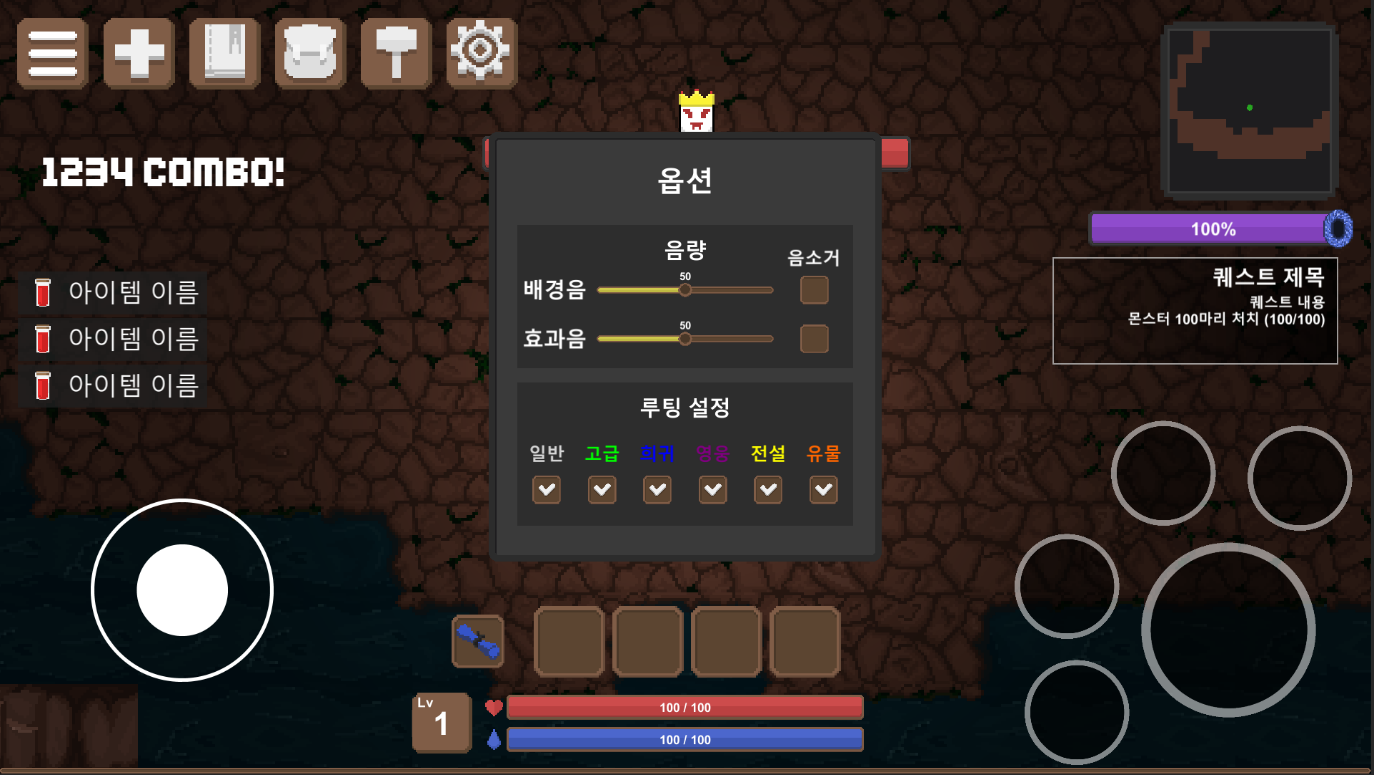 1234 COMBO!
아이템 이름
아이템 이름
아이템 이름
옵션
음량
음소거
배경음
50
효과음
50
루팅 설정
일반 고급 희귀 영웅 전설 유물
100%
퀘스트 제목
퀘스트 내용
몬스터 100마리 처치 (100/100)
Lv
1
100 / 100
100 / 100